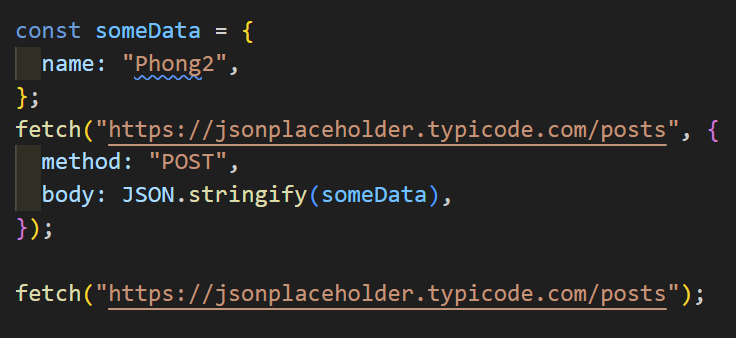 const someData = {
  name: "Phong2",
};
fetch("https://jsonplaceholder.typicode.com/posts", {
  method: "POST",
  body: JSON.stringify(someData),
});

fetch("https://jsonplaceholder.typicode.com/posts");